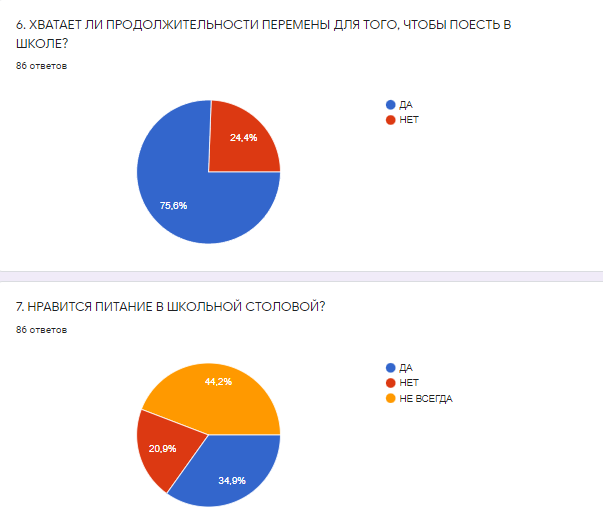 6. ХВАТАЕТ ЛИ ПРОДОЛЖИТЕЛЬНОСТИ ПЕРЕМЕНЫ ДЛЯ ТОГО, ЧТОБЫ ПОЕСТЬ В
ШКОЛЕ?
86 ответов
ДА
НЕТ
24,4%
75,6%
7. НРАВИТСЯ ПИТАНИЕ В ШКОЛЬНОЙ СТОЛОВОЙ?
86 ответов
ДА
НЕТ
НЕ ВСЕГДА
44,2%
20,9%
34,9%